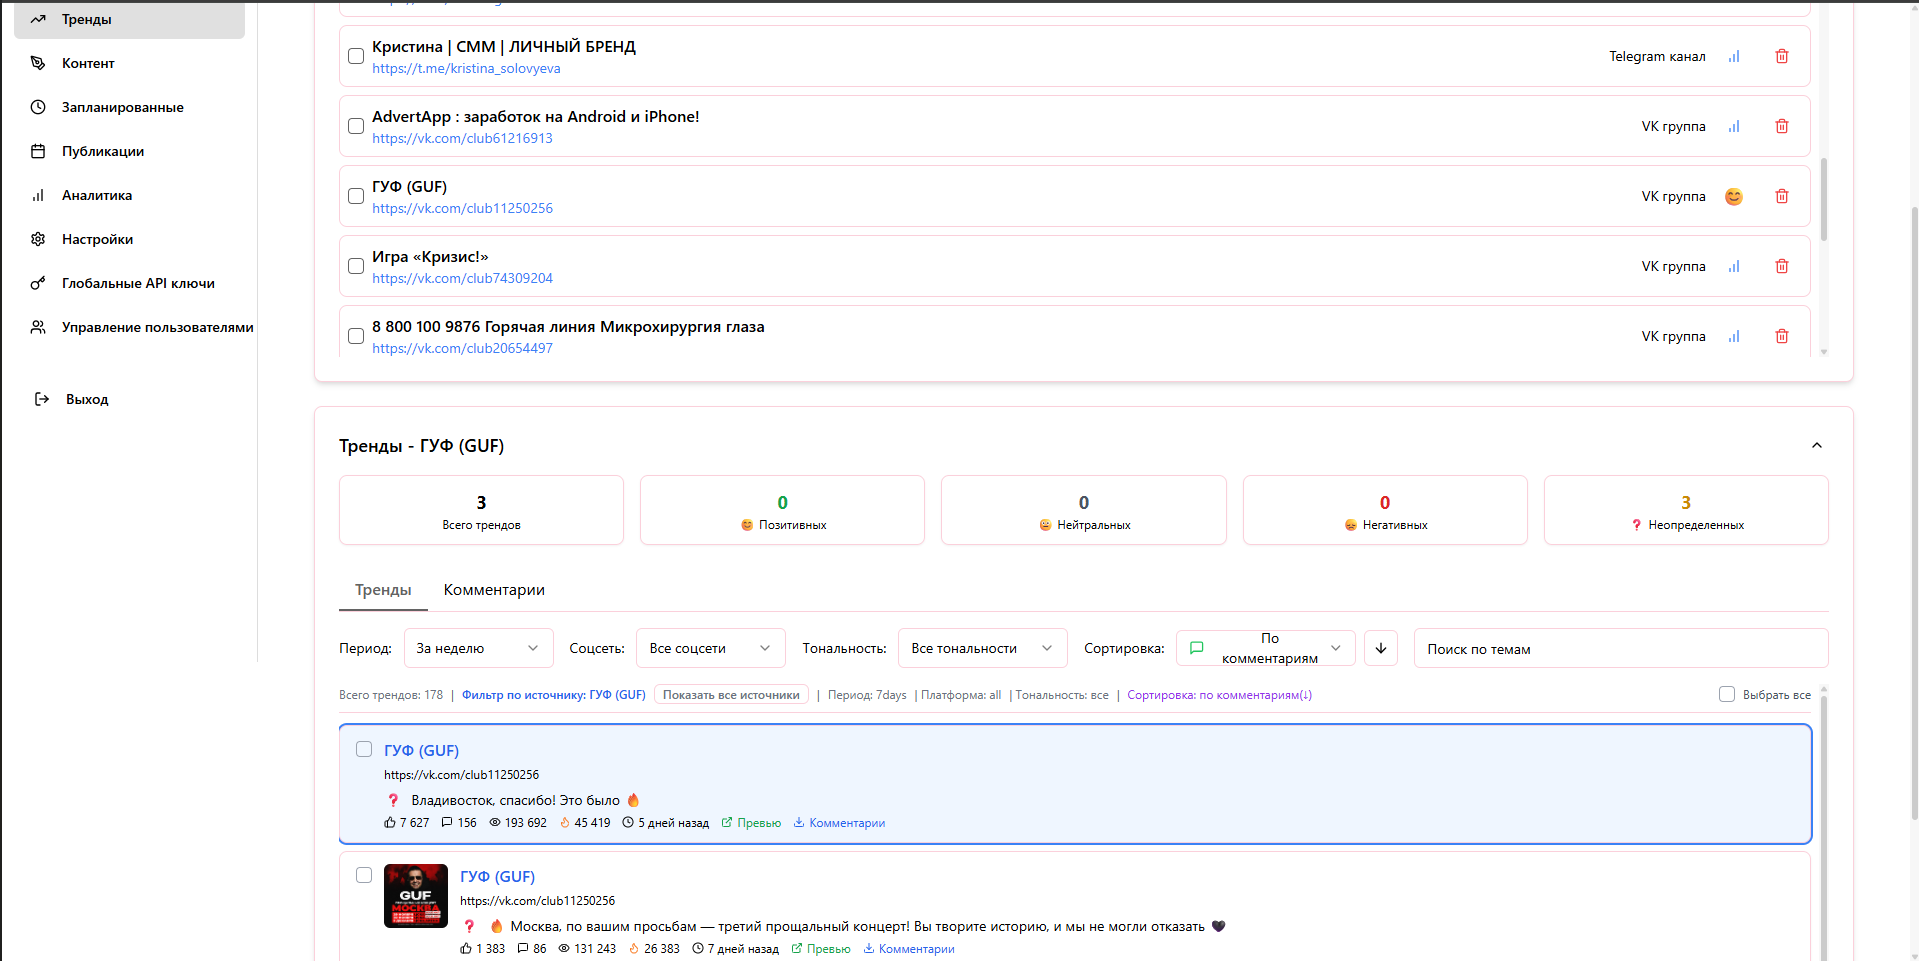 Тренды
Контент
Запланированные
Публикации
Аналитика
Настройки
Глобальные API ключи
Управление пользователями
Выход
Кристина | СММ | ЛИЧНЫЙ БРЕНД
https://t.me/kristina_solovyeva
Telegram канал
AdvertApp : заработок на Android и iPhone!
https://vk.com/club61216913
VK группа
ГУФ (GUF)
https://vk.com/club11250256
VK группа
Игра «Кризис!»
https://vk.com/club74309204
VK группа
8 800 100 9876 Горячая линия Микрохирургия глаза
https://vk.com/club20654497
VK группа
Тренды - ГУФ (GUF)
3
Всего трендов
0
😊 Позитивных
0
😐 Нейтральных
0
😞 Негативных
3
❓ Неопределенных
Тренды Комментарии
Период: За неделю Соцсеть: Все соцсети Тональность: Все тональности Сортировка: По комментариям Поиск по темам
Всего трендов: 178 | Фильтр по источнику: ГУФ (GUF) Показать все источники | Период: 7days | Платформа: all | Тональность: все | Сортировка: по комментариям(↓) Выбрать все
ГУФ (GUF)
https://vk.com/club11250256
❓ Владивосток, спасибо! Это было 🔥
7 627 156 193 692 45 419 5 дней назад Превью Комментарии
GUF
МОСКВА
ГУФ (GUF)
https://vk.com/club11250256
❓ 🔥 Москва, по вашим просьбам — третий прощальный концерт! Вы творите историю, и мы не могли отказать 🖤
1 383 86 131 243 26 383 7 дней назад Превью Комментарии